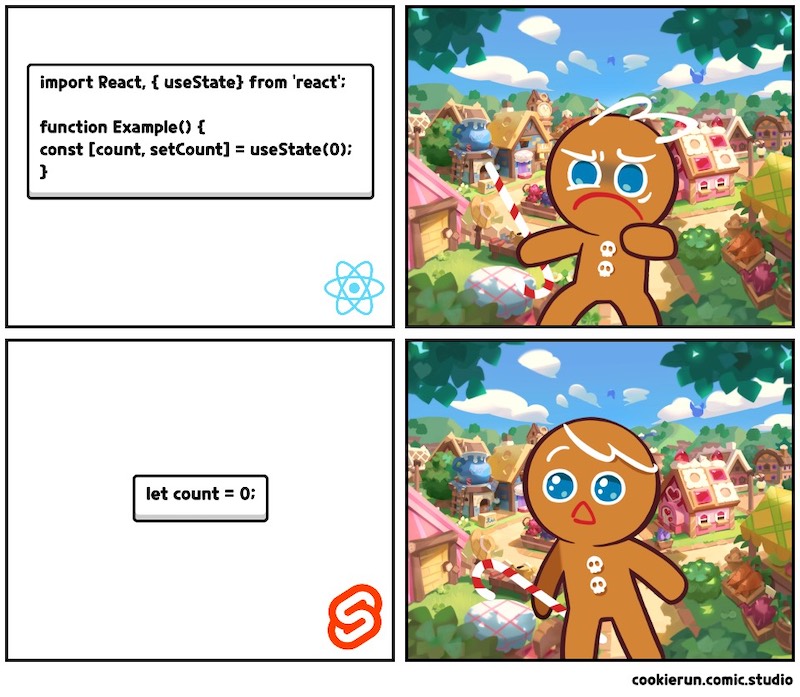 import React, { useState} from 'react';
function Example() {
const [count, setCount] = useState(0);
}
let count = 0;
cookierun.comic.studio